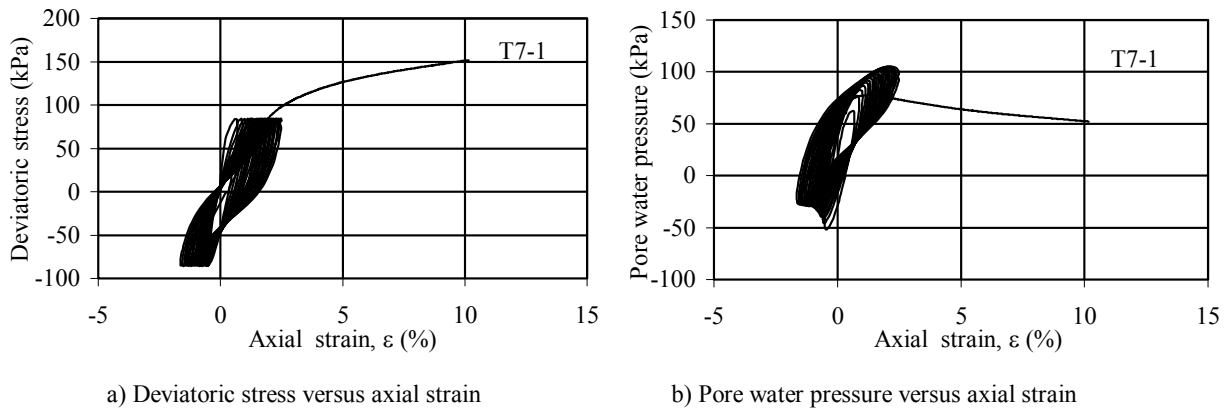 Deviatoric stress (kPa)
200
150
100
50
0
-50
-100
T7-1
-5 0 5 10 15
Axial strain, ε (%)
a) Deviatoric stress versus axial strain
Pore water pressure (kPa)
150
100
50
0
-50
-100
T7-1
-5 0 5 10 15
Axial strain, ε (%)
b) Pore water pressure versus axial strain